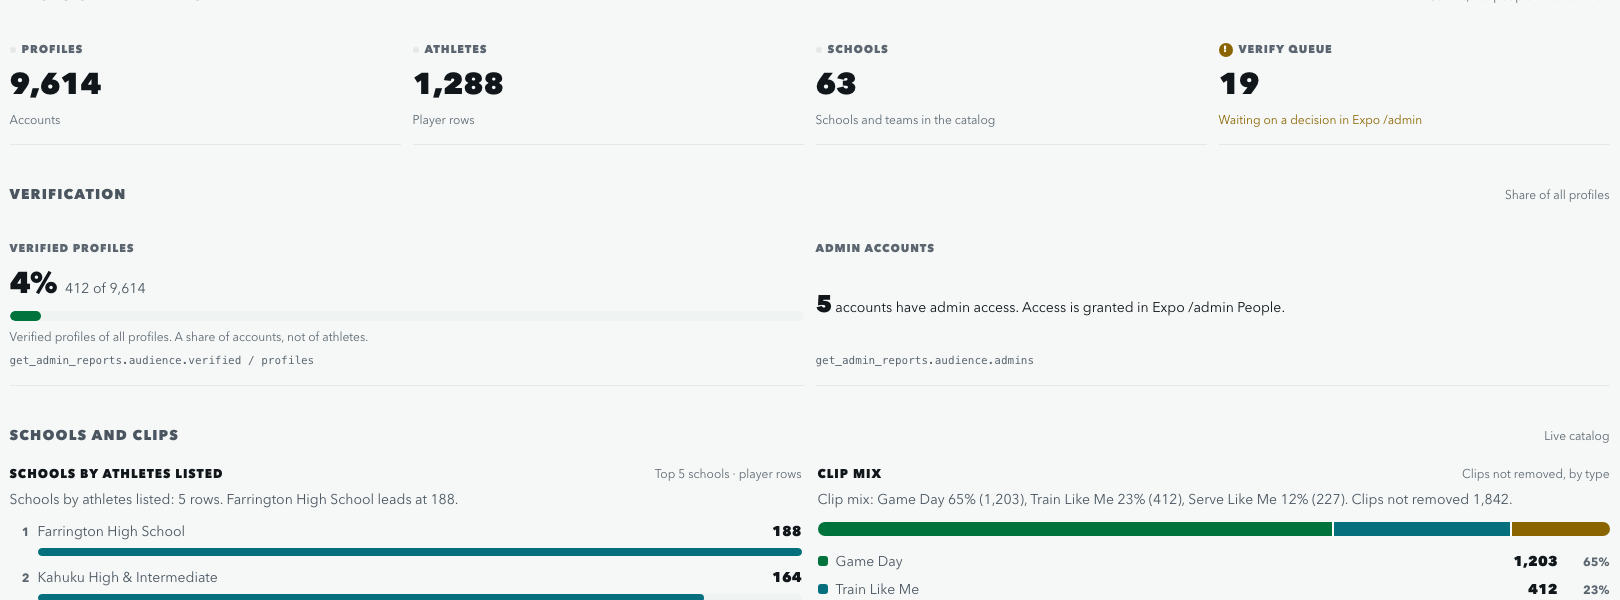 PROFILES
9,614
Accounts
ATHLETES
1,288
Player rows
SCHOOLS
63
Schools and teams in the catalog
! VERIFY QUEUE
19
Waiting on a decision in Expo /admin
VERIFICATION
Share of all profiles
VERIFIED PROFILES
4% 412 of 9,614
Verified profiles of all profiles. A share of accounts, not of athletes.
get_admin_reports.audience.verified / profiles
ADMIN ACCOUNTS
5 accounts have admin access. Access is granted in Expo /admin People.
get_admin_reports.audience.admins
SCHOOLS AND CLIPS
Live catalog
SCHOOLS BY ATHLETES LISTED
Top 5 schools · player rows
Schools by athletes listed: 5 rows. Farrington High School leads at 188.
1 Farrington High School 188
2 Kahuku High & Intermediate 164
CLIP MIX
Clips not removed, by type
Clip mix: Game Day 65% (1,203), Train Like Me 23% (412), Serve Like Me 12% (227). Clips not removed 1,842.
Game Day 1,203 65%
Train Like Me 412 23%